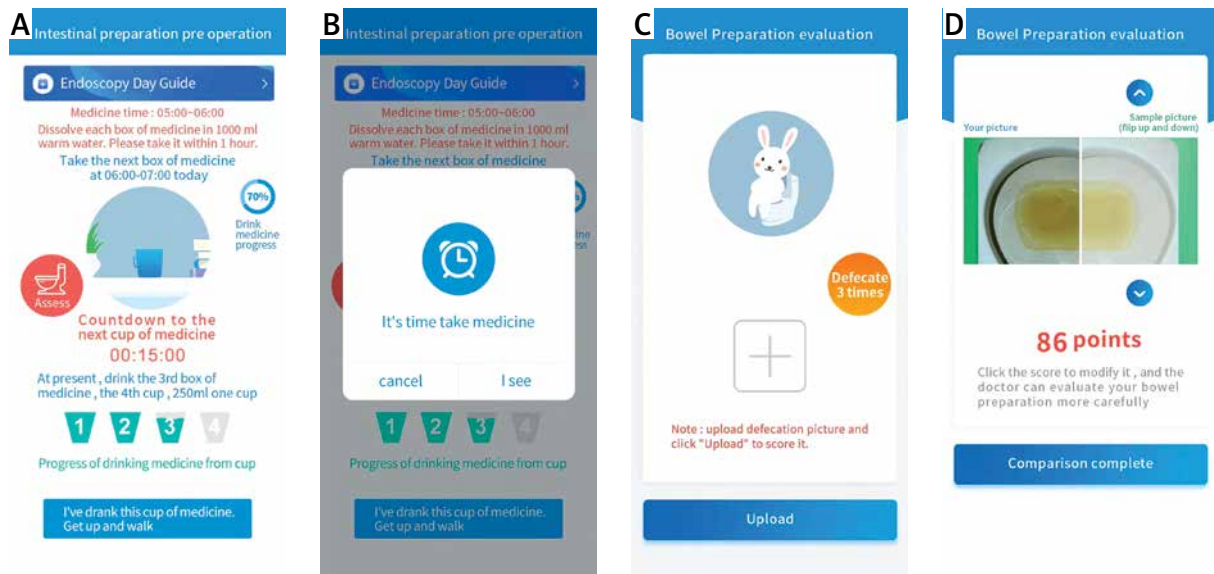 A
Intestinal preparation pre operation
Endoscopy Day Guide
Medicine time : 05:00~06:00
Dissolve each box of medicine in 1000 ml
warm water. Please take it within 1 hour.
Take the next box of medicine
at 06:00-07:00 today
70%
Drink
medicine
progress
Assess
Countdown to the
next cup of medicine
00:15:00
At present , drink the 3rd box of
medicine , the 4th cup , 250ml one cup
1 2 3 4
Progress of drinking medicine from cup
I've drank this cup of medicine.
Get up and walk
B
Intestinal preparation pre operation
Endoscopy Day Guide
Medicine time : 05:00~06:00
Dissolve each box of medicine in 1000 ml
warm water. Please take it within 1 hour.
Take the next box of medicine
It's time take medicine
cancel I see
1 2 3 4
Progress of drinking medicine from cup
I've drank this cup of medicine.
Get up and walk
C
Bowel Preparation evaluation
Defecate
3 times
Note : upload defecation picture and
click "Upload" to score it.
Upload
D
Bowel Preparation evaluation
Your picture
Sample picture
(flip up and down)
86 points
Click the score to modify it , and the
doctor can evaluate your bowel
preparation more carefully
Comparison complete